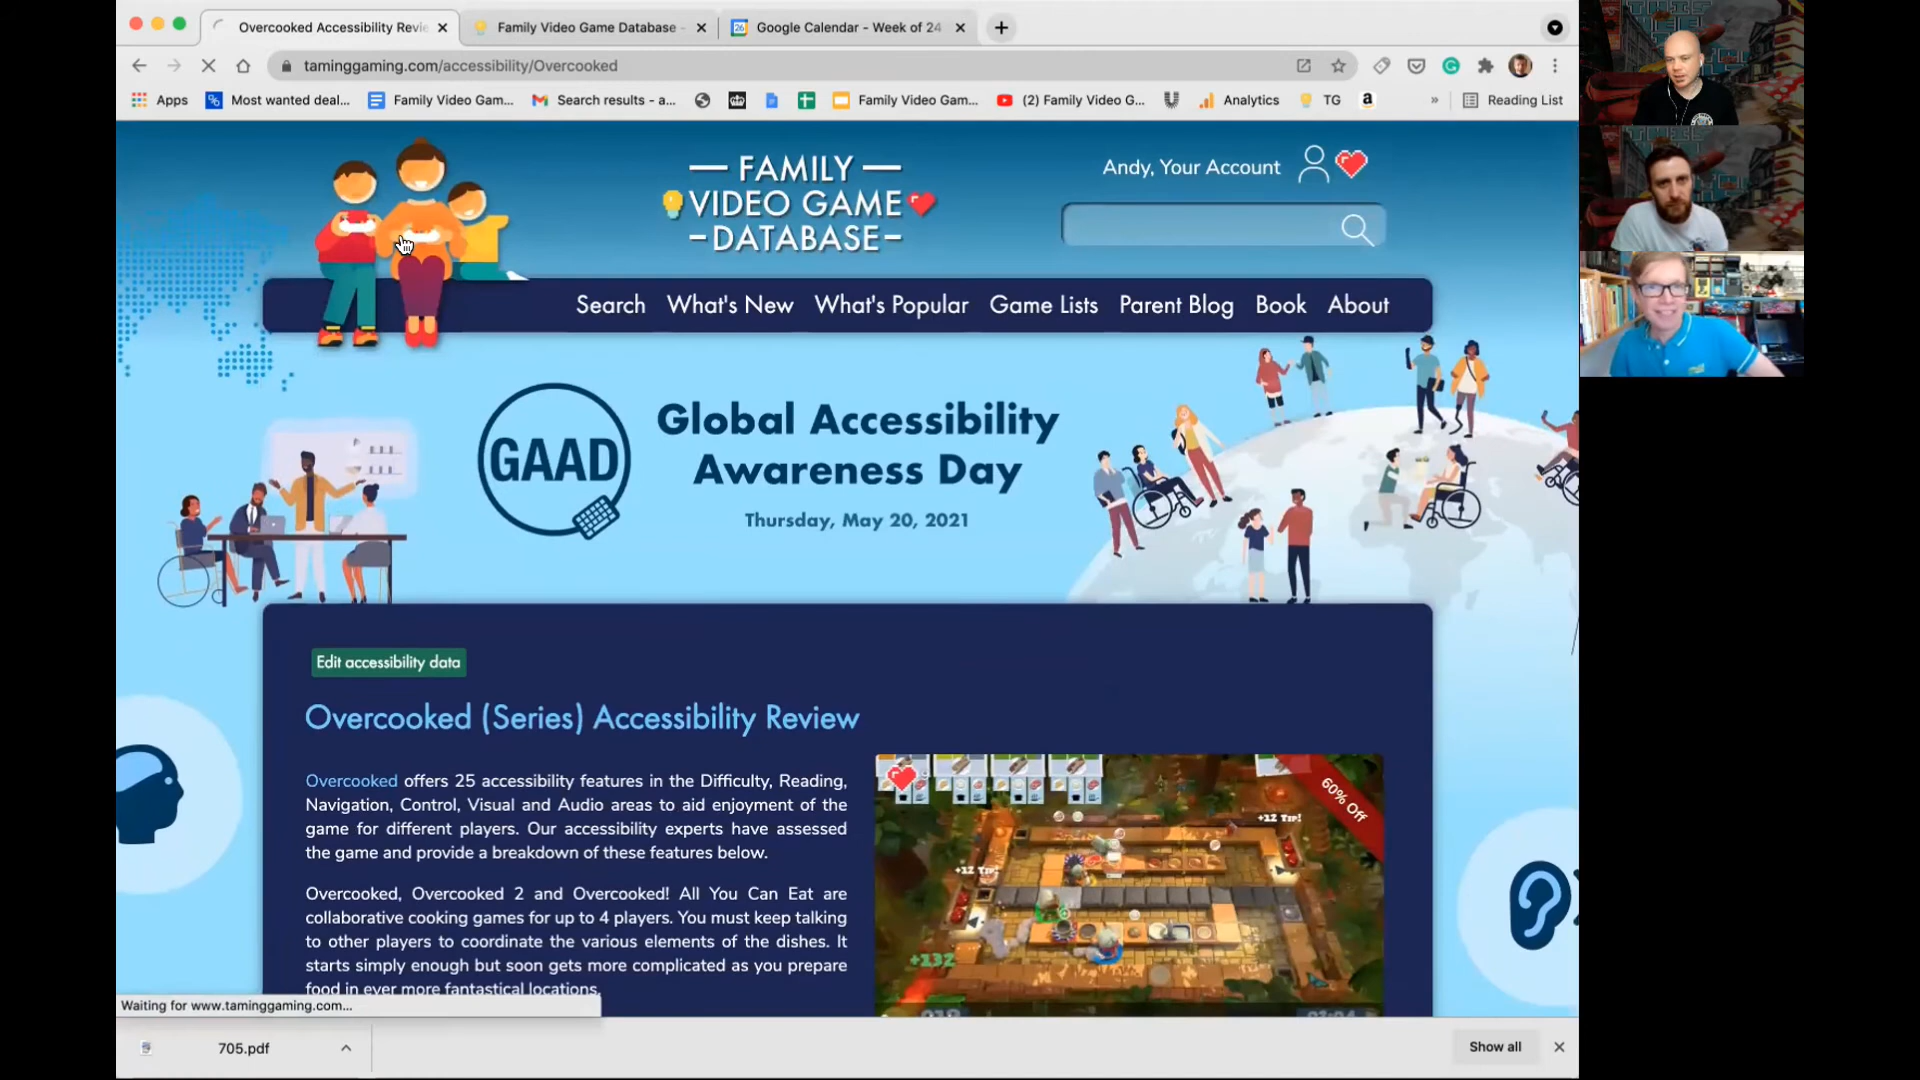 Overcooked Accessibility Revie
Family Video Game Database -
Google Calendar - Week of 24
taminggaming.com/accessibility/Overcooked
Apps
Most wanted deal...
Family Video Gam...
Search results - a...
Family Video Gam...
(2) Family Video G...
Analytics
TG
Reading List
FAMILY
VIDEO GAME
-DATABASE-
Andy, Your Account
Search
What's New
What's Popular
Game Lists
Parent Blog
Book
About
GAAD
Global Accessibility
Awareness Day
Thursday, May 20, 2021
Edit accessibility data
Overcooked (Series) Accessibility Review
Overcooked offers 25 accessibility features in the Difficulty, Reading,
Navigation, Control, Visual and Audio areas to aid enjoyment of the
game for different players. Our accessibility experts have assessed
the game and provide a breakdown of these features below.
Overcooked, Overcooked 2 and Overcooked! All You Can Eat are
collaborative cooking games for up to 4 players. You must keep talking
to other players to coordinate the various elements of the dishes. It
starts simply enough but soon gets more complicated as you prepare
food in ever more fantastical locations.
60% Off
+12 TIP!
+12 TIP!
+132
Waiting for www.taminggaming.com...
705.pdf
Show all